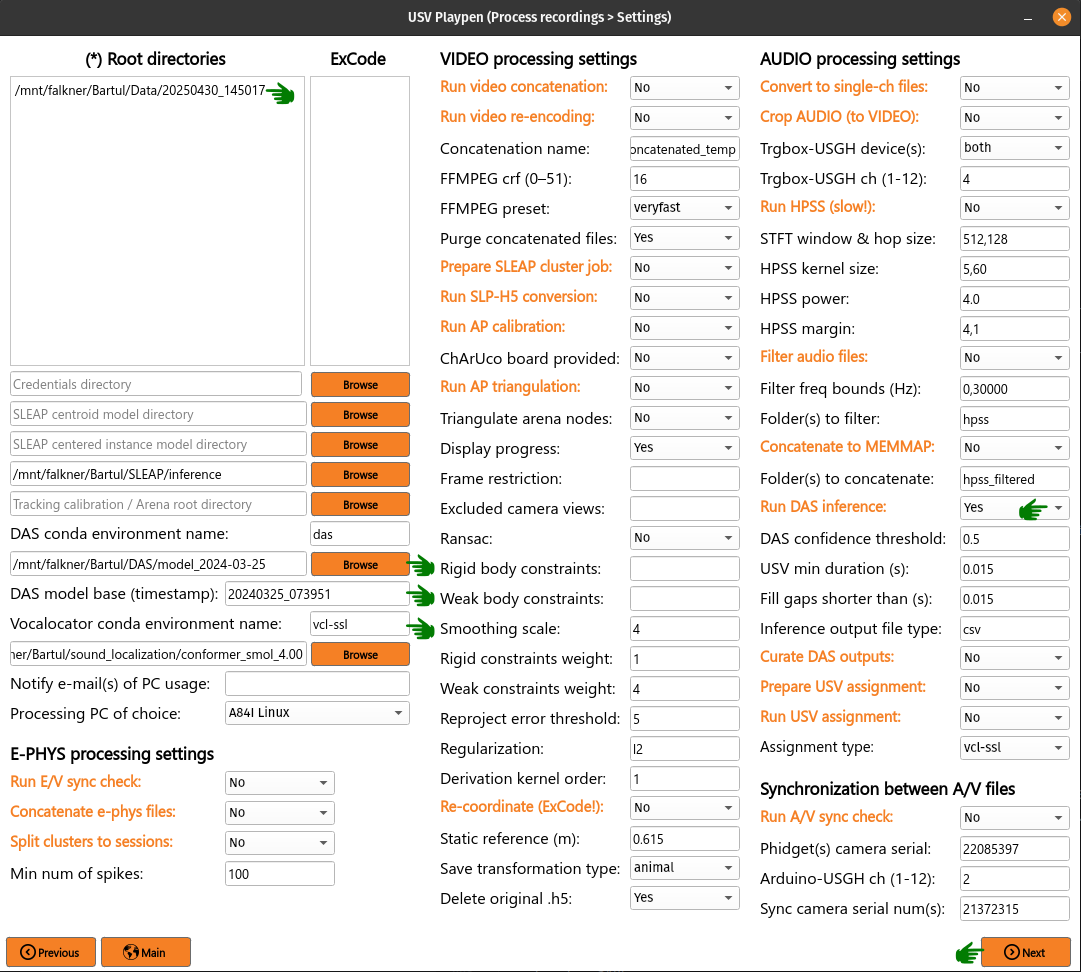 USV Playpen (Process recordings > Settings)
(*) Root directories
ExCode
/mnt/falkner/Bartul/Data/20250430_145017
Credentials directory
Browse
SLEAP centroid model directory
Browse
SLEAP centered instance model directory
Browse
/mnt/falkner/Bartul/SLEAP/inference
Browse
Tracking calibration / Arena root directory
Browse
DAS conda environment name:
das
/mnt/falkner/Bartul/DAS/model_2024-03-25
Browse
DAS model base (timestamp):
20240325_073951
Vocalocator conda environment name:
vcl-ssl
ner/Bartul/sound_localization/conformer_smol_4.00
Browse
Notify e-mail(s) of PC usage:
Processing PC of choice:
A84I Linux
E-PHYS processing settings
Run E/V sync check:
No
Concatenate e-phys files:
No
Split clusters to sessions:
No
Min num of spikes:
100
VIDEO processing settings
Run video concatenation:
No
Run video re-encoding:
No
Concatenation name:
oncatenated_temp
FFMPEG crf (0–51):
16
FFMPEG preset:
veryfast
Purge concatenated files:
Yes
Prepare SLEAP cluster job:
No
Run SLP-H5 conversion:
No
Run AP calibration:
No
ChArUco board provided:
No
Run AP triangulation:
No
Triangulate arena nodes:
No
Display progress:
Yes
Frame restriction:
Excluded camera views:
Ransac:
No
Rigid body constraints:
Weak body constraints:
Smoothing scale:
4
Rigid constraints weight:
1
Weak constraints weight:
4
Reproject error threshold:
5
Regularization:
l2
Derivation kernel order:
1
Re-coordinate (ExCode!):
No
Static reference (m):
0.615
Save transformation type:
animal
Delete original .h5:
Yes
AUDIO processing settings
Convert to single-ch files:
No
Crop AUDIO (to VIDEO):
No
Trgbox-USGH device(s):
both
Trgbox-USGH ch (1-12):
4
Run HPSS (slow!):
No
STFT window & hop size:
512,128
HPSS kernel size:
5,60
HPSS power:
4.0
HPSS margin:
4,1
Filter audio files:
No
Filter freq bounds (Hz):
0,30000
Folder(s) to filter:
hpss
Concatenate to MEMMAP:
No
Folder(s) to concatenate:
hpss_filtered
Run DAS inference:
Yes
DAS confidence threshold:
0.5
USV min duration (s):
0.015
Fill gaps shorter than (s):
0.015
Inference output file type:
csv
Curate DAS outputs:
No
Prepare USV assignment:
No
Run USV assignment:
No
Assignment type:
vcl-ssl
Synchronization between A/V files
Run A/V sync check:
No
Phidget(s) camera serial:
22085397
Arduino-USGH ch (1-12):
2
Sync camera serial num(s):
21372315
Previous
Main
Next